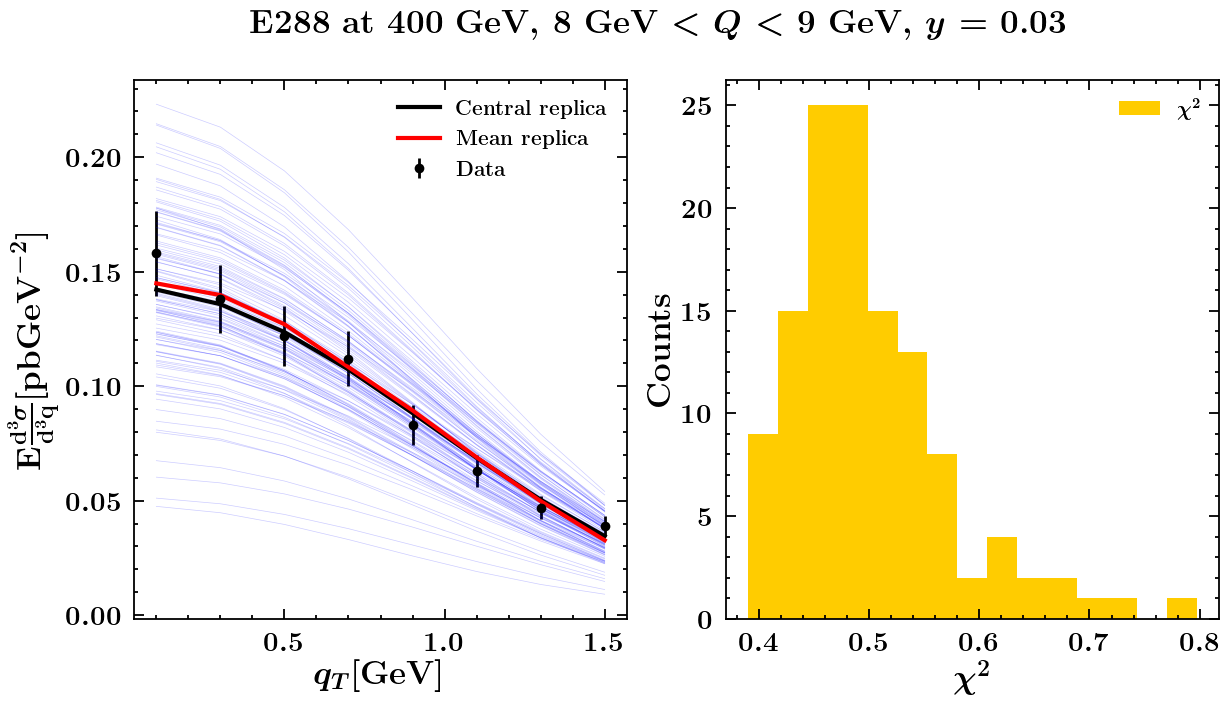 E288 at 400 GeV, 8 GeV < Q < 9 GeV, y = 0.03
Central replica
Mean replica
Data
0.20
0.15
0.10
0.05
0.00
0.5
1.0
1.5
E d³σ/d³q [pbGeV⁻²]
q_T[GeV]
χ²
25
20
15
10
5
0
0.4
0.5
0.6
0.7
0.8
Counts
χ²